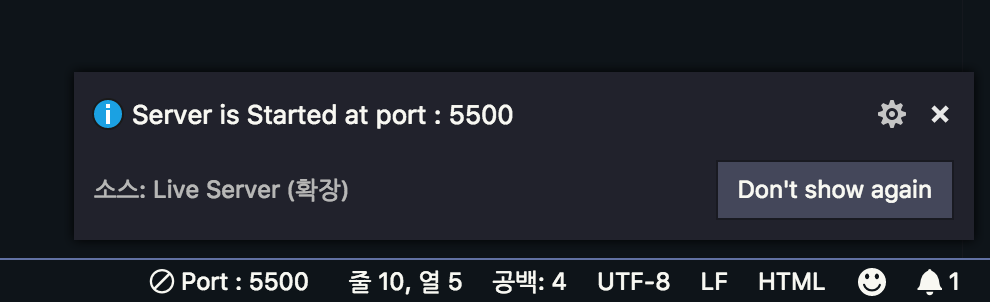 Server is Started at port : 5500
소스: Live Server (확장)
Don't show again
Port : 5500 줄 10, 열 5 공백: 4 UTF-8 LF HTML 1